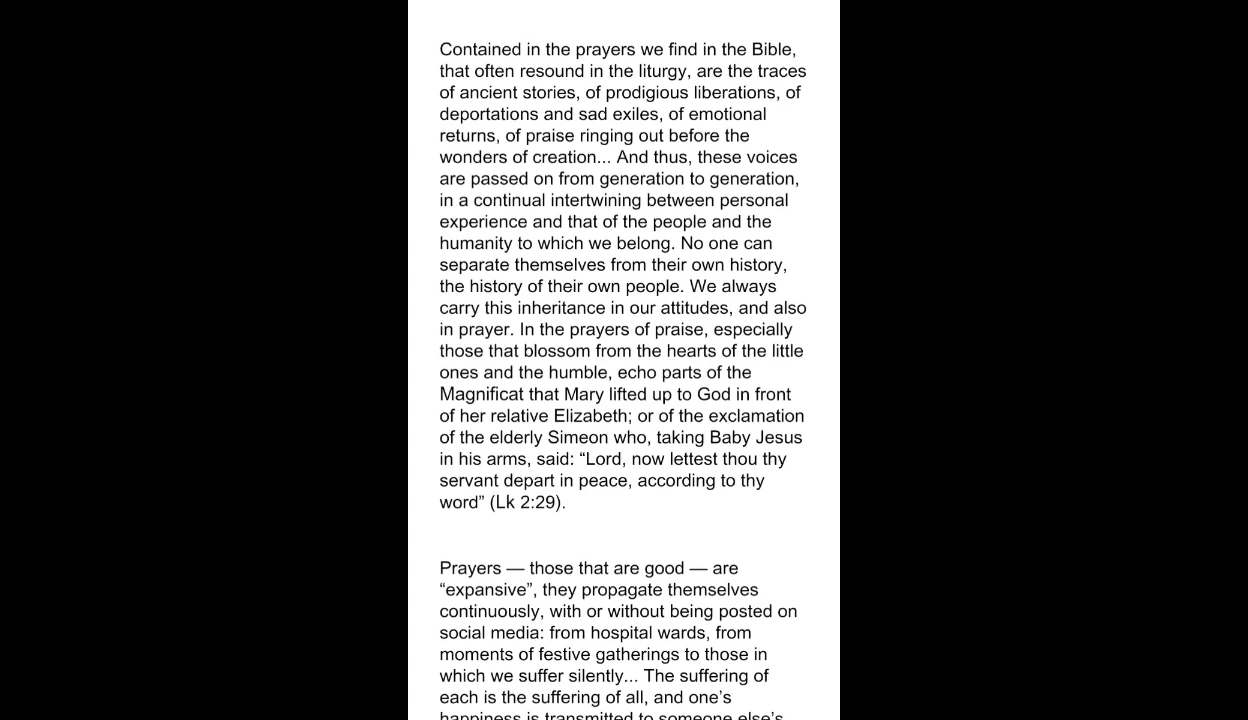 Contained in the prayers we find in the Bible,
that often resound in the liturgy, are the traces
of ancient stories, of prodigious liberations, of
deportations and sad exiles, of emotional
returns, of praise ringing out before the
wonders of creation... And thus, these voices
are passed on from generation to generation,
in a continual intertwining between personal
experience and that of the people and the
humanity to which we belong. No one can
separate themselves from their own history,
the history of their own people. We always
carry this inheritance in our attitudes, and also
in prayer. In the prayers of praise, especially
those that blossom from the hearts of the little
ones and the humble, echo parts of the
Magnificat that Mary lifted up to God in front
of her relative Elizabeth; or of the exclamation
of the elderly Simeon who, taking Baby Jesus
in his arms, said: “Lord, now lettest thou thy
servant depart in peace, according to thy
word” (Lk 2:29).
Prayers — those that are good — are
“expansive”, they propagate themselves
continuously, with or without being posted on
social media: from hospital wards, from
moments of festive gatherings to those in
which we suffer silently... The suffering of
each is the suffering of all, and one’s
happiness is transmitted to someone else’s